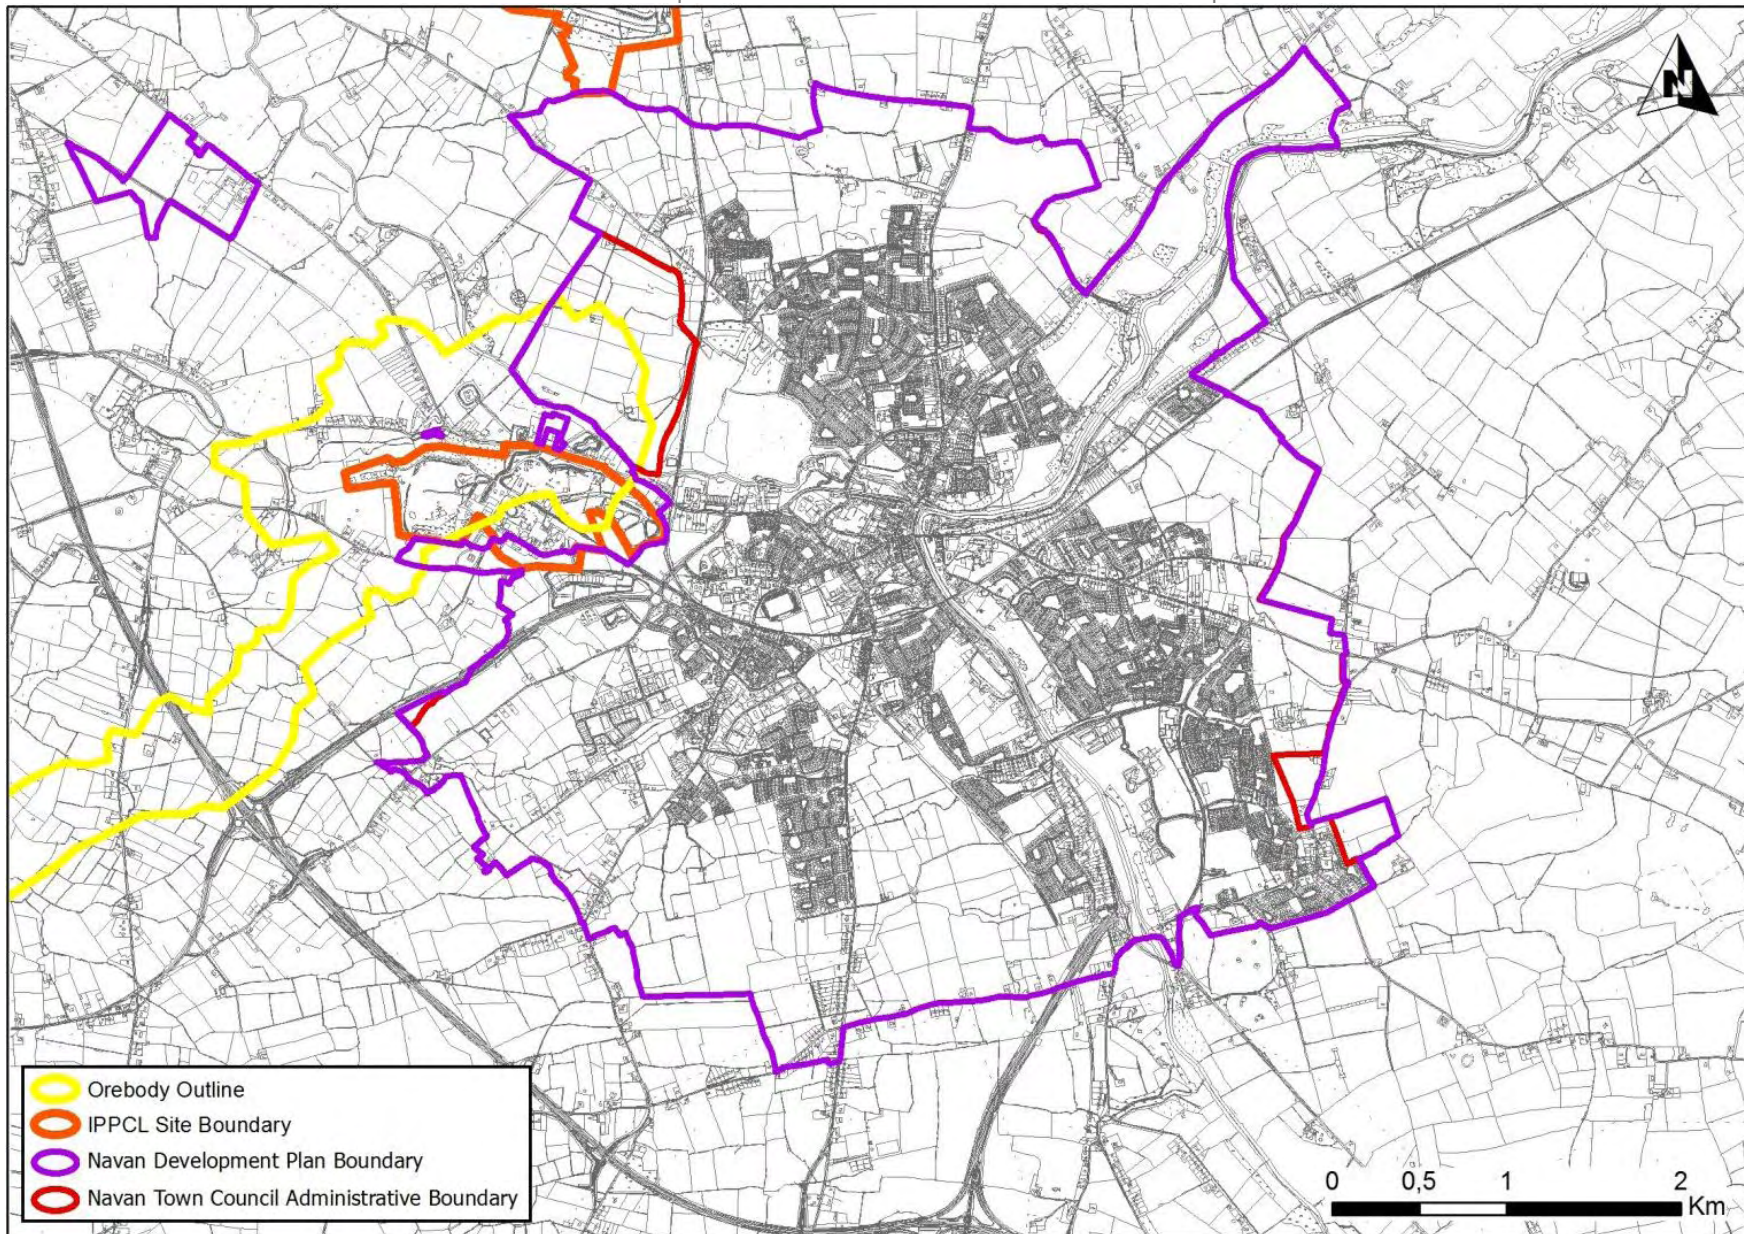 N
Orebody Outline
IPPCL Site Boundary
Navan Development Plan Boundary
Navan Town Council Administrative Boundary
0 0,5 1 2
Km